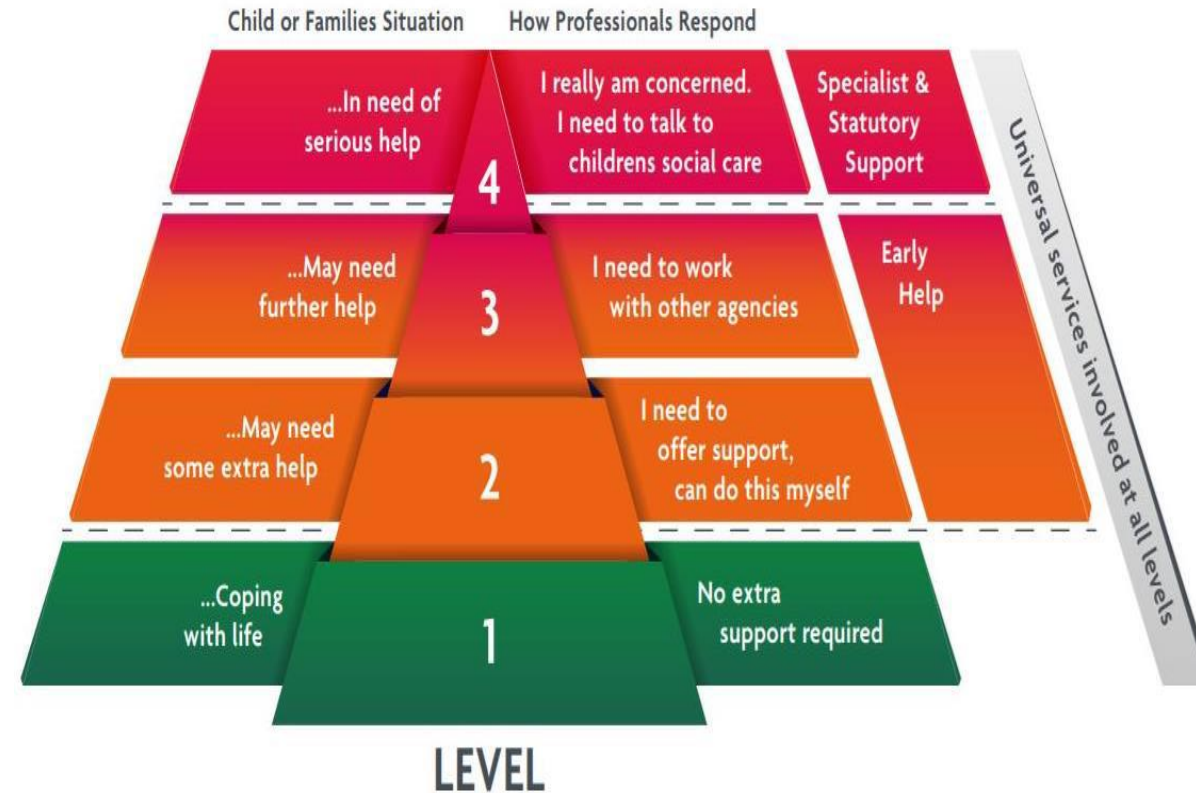 Child or Families Situation
How Professionals Respond
...In need of
serious help
4
I really am concerned.
I need to talk to
childrens social care
Specialist &
Statutory
Support
...May need
further help
3
I need to work
with other agencies
Early
Help
...May need
some extra help
2
I need to
offer support,
can do this myself
...Coping
with life
1
No extra
support required
Universal services involved at all levels
LEVEL